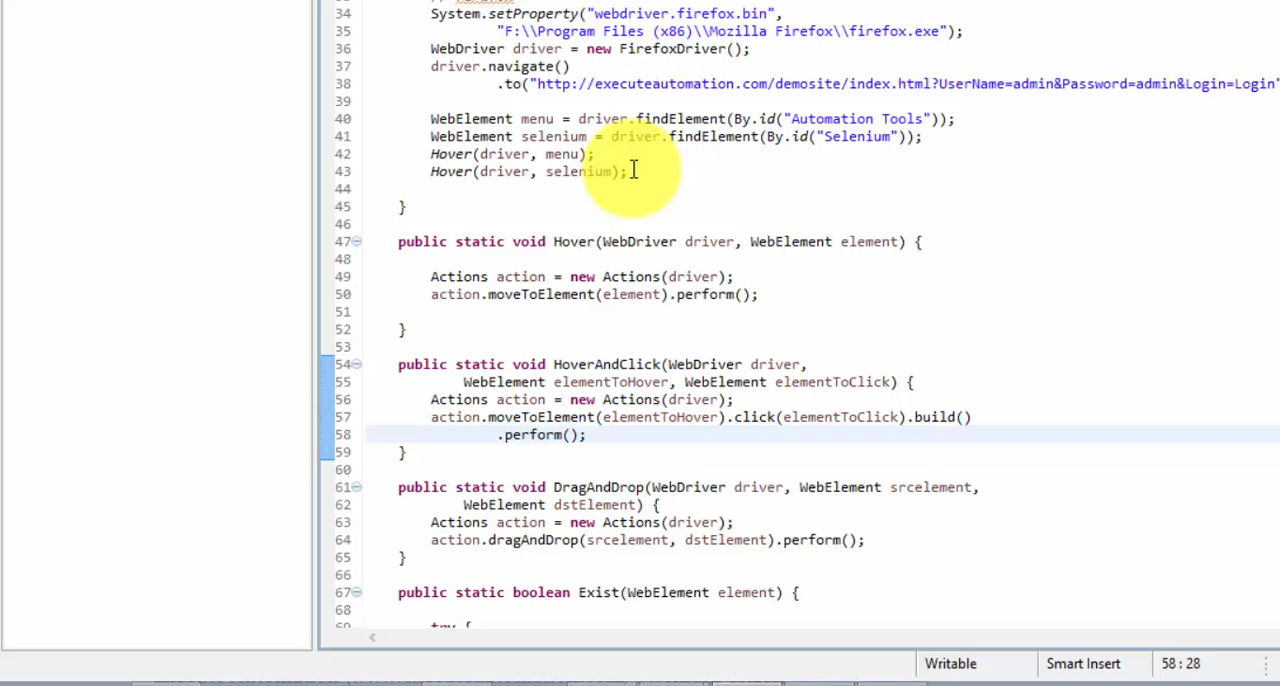 34 System.setProperty("webdriver.firefox.bin",
35 "F:\\Program Files (x86)\\Mozilla Firefox\\firefox.exe");
36 WebDriver driver = new FirefoxDriver();
37 driver.navigate()
38 .to("http://executeautomation.com/demosite/index.html?UserName=admin&Password=admin&Login=Login"
39
40 WebElement menu = driver.findElement(By.id("Automation Tools"));
41 WebElement selenium = driver.findElement(By.id("Selenium"));
42 Hover(driver, menu);
43 Hover(driver, selenium);
44
45 }
46
47 public static void Hover(WebDriver driver, WebElement element) {
48
49 Actions action = new Actions(driver);
50 action.moveToElement(element).perform();
51
52 }
53
54 public static void HoverAndClick(WebDriver driver,
55 WebElement elementToHover, WebElement elementToClick) {
56 Actions action = new Actions(driver);
57 action.moveToElement(elementToHover).click(elementToClick).build()
58 .perform();
59 }
60
61 public static void DragAndDrop(WebDriver driver, WebElement srcelement,
62 WebElement dstElement) {
63 Actions action = new Actions(driver);
64 action.dragAndDrop(srcelement, dstElement).perform();
65 }
66
67 public static boolean Exist(WebElement element) {
68
69 try {
Writable Smart Insert 58 : 28